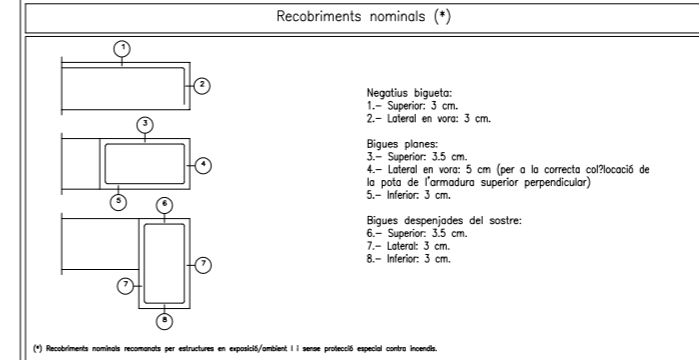 Recobriments nominals (*)
1
2
3
4
5
6
7
7
8
Negatius bigueta:
1.- Superior: 3 cm.
2.- Lateral en vora: 3 cm.
Bigues planes:
3.- Superior: 3.5 cm.
4.- Lateral en vora: 5 cm (per a la correcta col?locació de
la pota de l'armadura superior perpendicular)
5.- Inferior: 3 cm.
Bigues despenjades del sostre:
6.- Superior: 3.5 cm.
7.- Lateral: 3 cm.
8.- Inferior: 3 cm.
(*) Recobriments nominals recomanats per estructures en exposició/ambient I i sense protecció especial contra incendis.